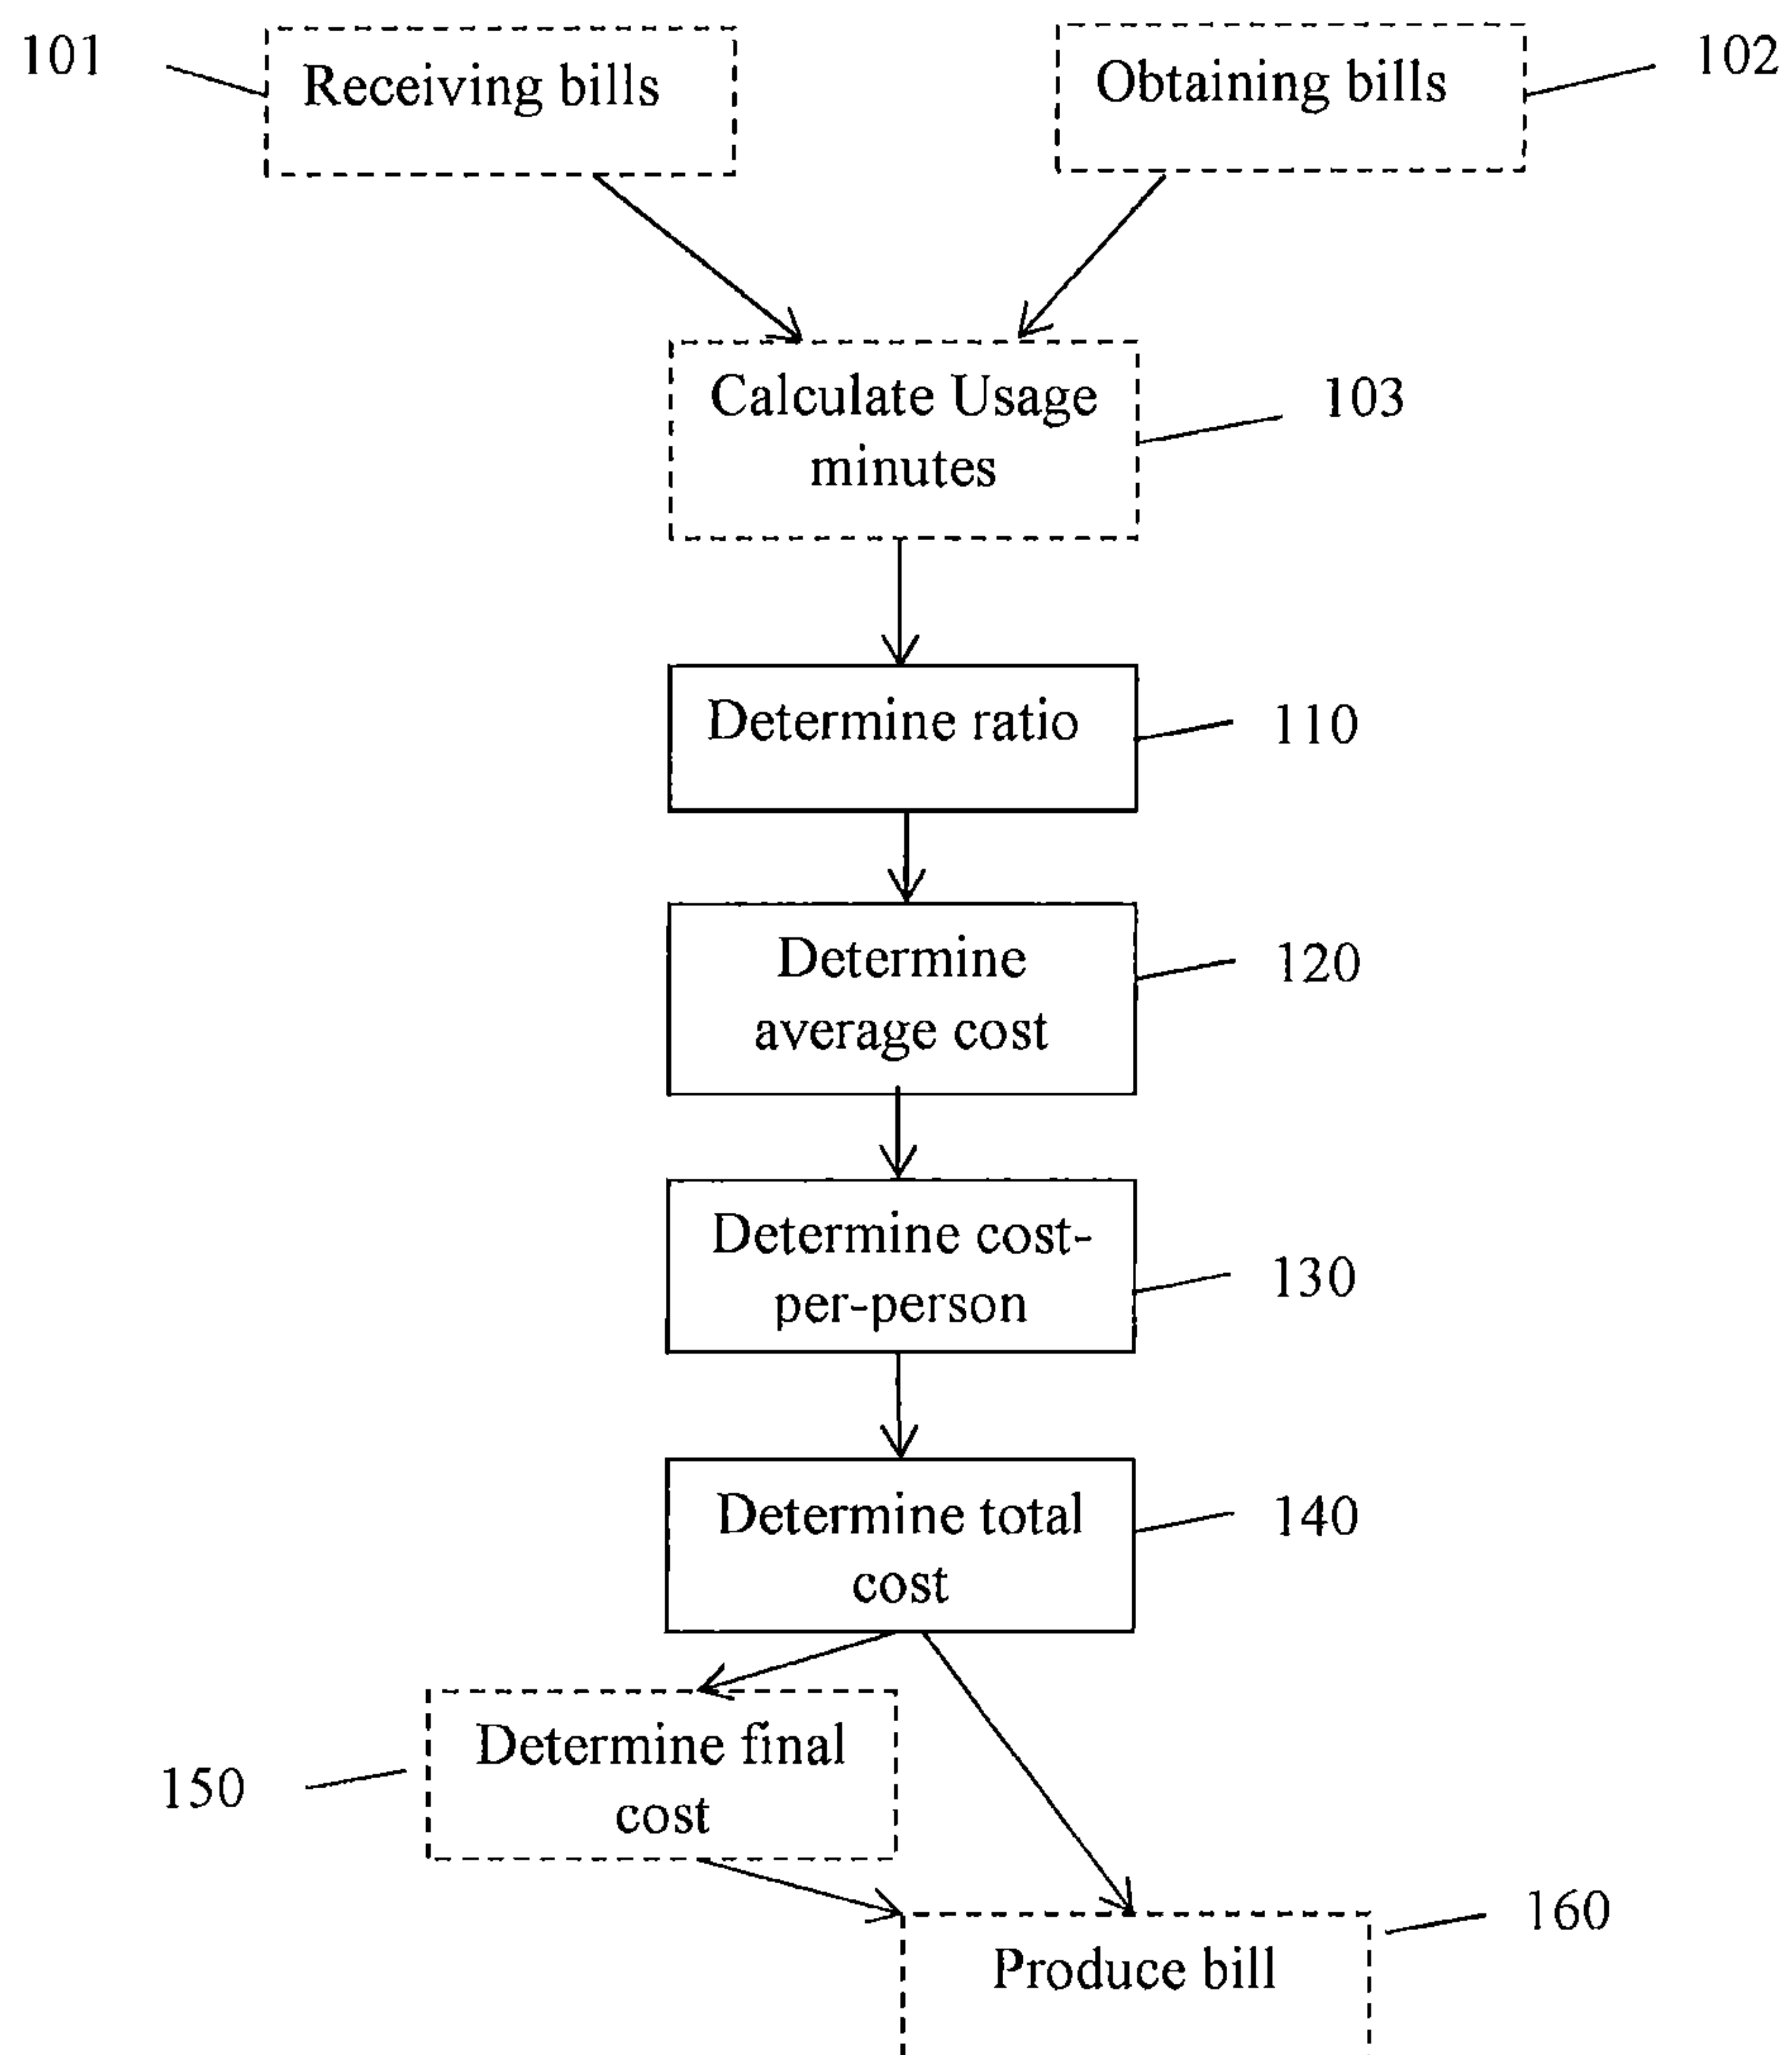 101
Receiving bills
Obtaining bills
102
Calculate Usage
minutes
103
Determine ratio
110
Determine
average cost
120
Determine cost-
per-person
130
Determine total
cost
140
Determine final
cost
150
160
Produce bill